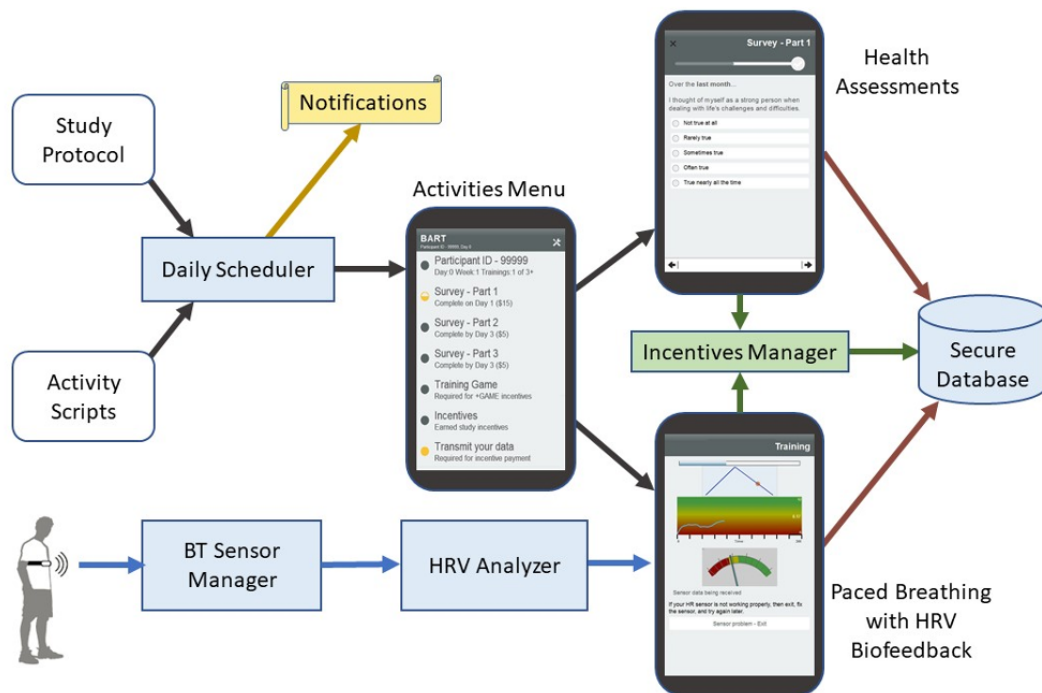 Study
Protocol
Notifications
Daily Scheduler
Activity
Scripts
Activities Menu
BART
Participant ID - 99999, Day 0
Participant ID - 99999
Day:0 Week:1 Trainings:1 of 3+
Survey - Part 1
Complete on Day 1 ($15)
Survey - Part 2
Complete by Day 3 ($5)
Survey - Part 3
Complete by Day 3 ($5)
Training Game
Required for +GAME incentives
Incentives
Earned study incentives
Transmit your data
Required for incentive payment
Survey - Part 1
Over the last month...
I thought of myself as a strong person when
dealing with life's challenges and difficulties.
Not true at all
Rarely true
Sometimes true
Often true
True nearly all the time
Health
Assessments
Incentives Manager
Secure
Database
BT Sensor
Manager
HRV Analyzer
Training
Sensor data being received
If your HR sensor is not working properly, then exit, fix
the sensor, and try again later.
Sensor problem - Exit
Paced Breathing
with HRV
Biofeedback